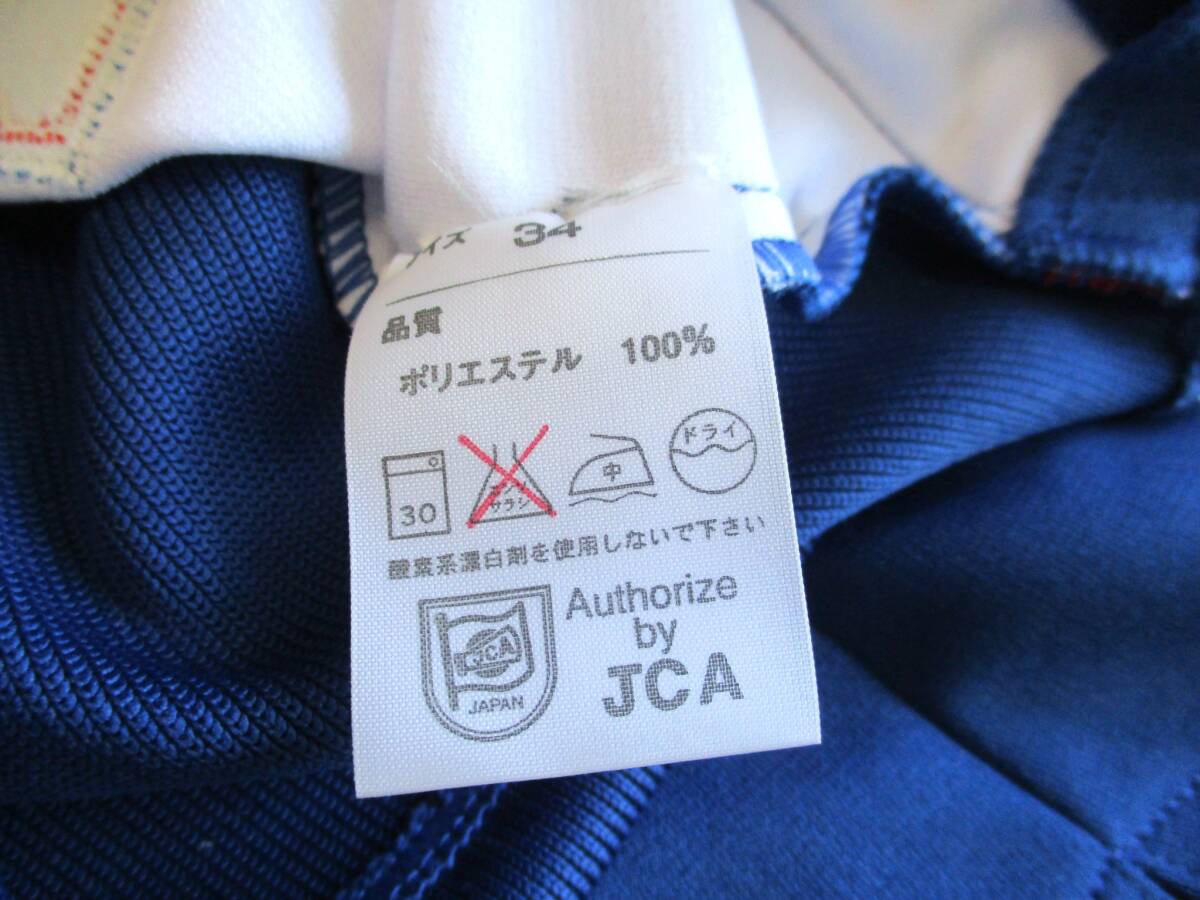 イズ 34
品質
ポリエステル 100%
30
サラシ
中
ドライ
酸素系漂白剤を使用しないで下さい
JCA
JAPAN
Authorize
by
JCA